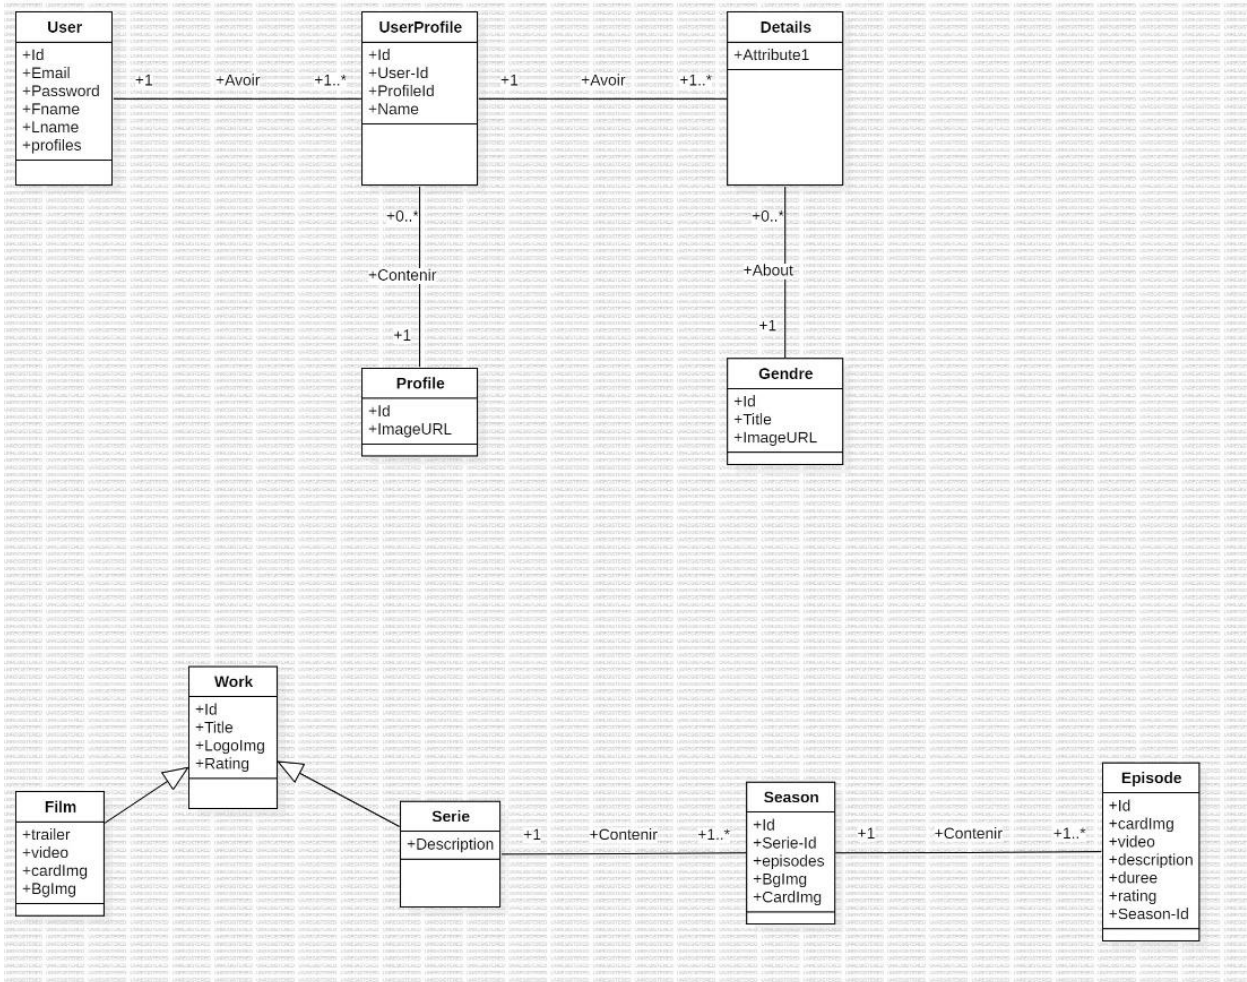 User
+Id
+Email
+Password
+Fname
+Lname
+profiles
+1
+Avoir
+1..*
UserProfile
+Id
+User-Id
+ProfileId
+Name
+1
+Avoir
+1..*
Details
+Attribute1
+0..*
+Contenir
+1
+0..*
+About
+1
Profile
+Id
+ImageURL
Gendre
+Id
+Title
+ImageURL
Work
+Id
+Title
+LogoImg
+Rating
Film
+trailer
+video
+cardImg
+BgImg
Serie
+Description
+1
+Contenir
+1..*
Season
+Id
+Serie-Id
+episodes
+BgImg
+CardImg
+1
+Contenir
+1..*
Episode
+Id
+cardImg
+video
+description
+duree
+rating
+Season-Id